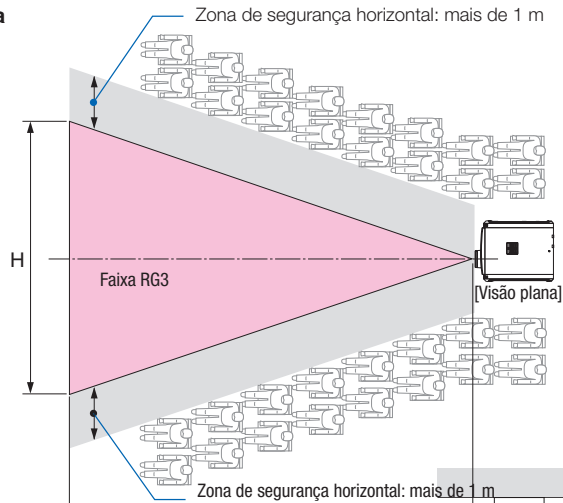 a
Zona de segurança horizontal: mais de 1 m
H
Faixa RG3
[Visão plana]
Zona de segurança horizontal: mais de 1 m